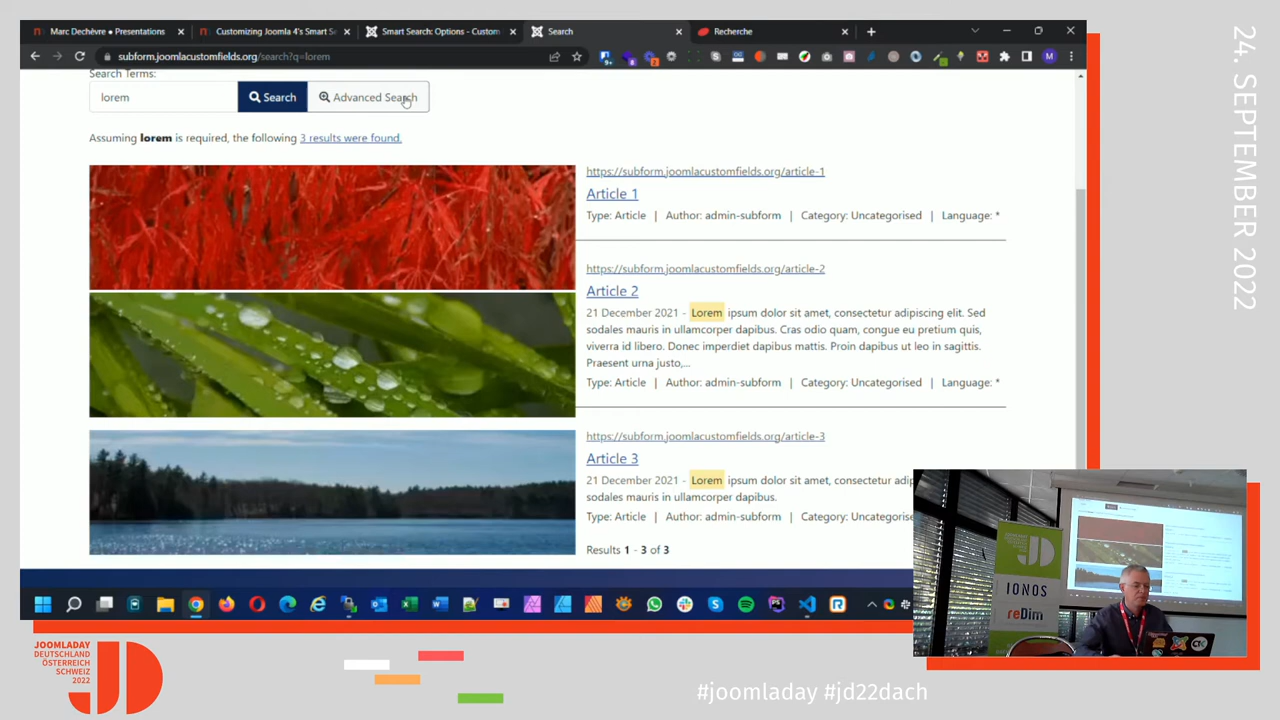 Marc Dechèvre • Presentations
Customizing Joomla 4's Smart S
Smart Search: Options - Custom
Search
Recherche
subform.joomlacustomfields.org/search?q=lorem
Search Terms:
lorem
Search
Advanced Search
Assuming lorem is required, the following 3 results were found.
https://subform.joomlacustomfields.org/article-1
Article 1
Type: Article | Author: admin-subform | Category: Uncategorised | Language: *
https://subform.joomlacustomfields.org/article-2
Article 2
21 December 2021 - Lorem ipsum dolor sit amet, consectetur adipiscing elit. Sed
sodales mauris in ullamcorper dapibus. Cras odio quam, congue eu pretium quis,
viverra id libero. Donec imperdiet dapibus mattis. Proin dapibus ut leo in sagittis.
Praesent urna justo,...
Type: Article | Author: admin-subform | Category: Uncategorised | Language: *
https://subform.joomlacustomfields.org/article-3
Article 3
21 December 2021 - Lorem ipsum dolor sit amet, consectetur adip
sodales mauris in ullamcorper dapibus.
Type: Article | Author: admin-subform | Category: Uncategorise
Results 1 - 3 of 3
24. SEPTEMBER 2022
IONOS
reDim
JOOMLADAY
DEUTSCHLAND
ÖSTERREICH
SCHWEIZ
2022
#joomladay #jd22dach